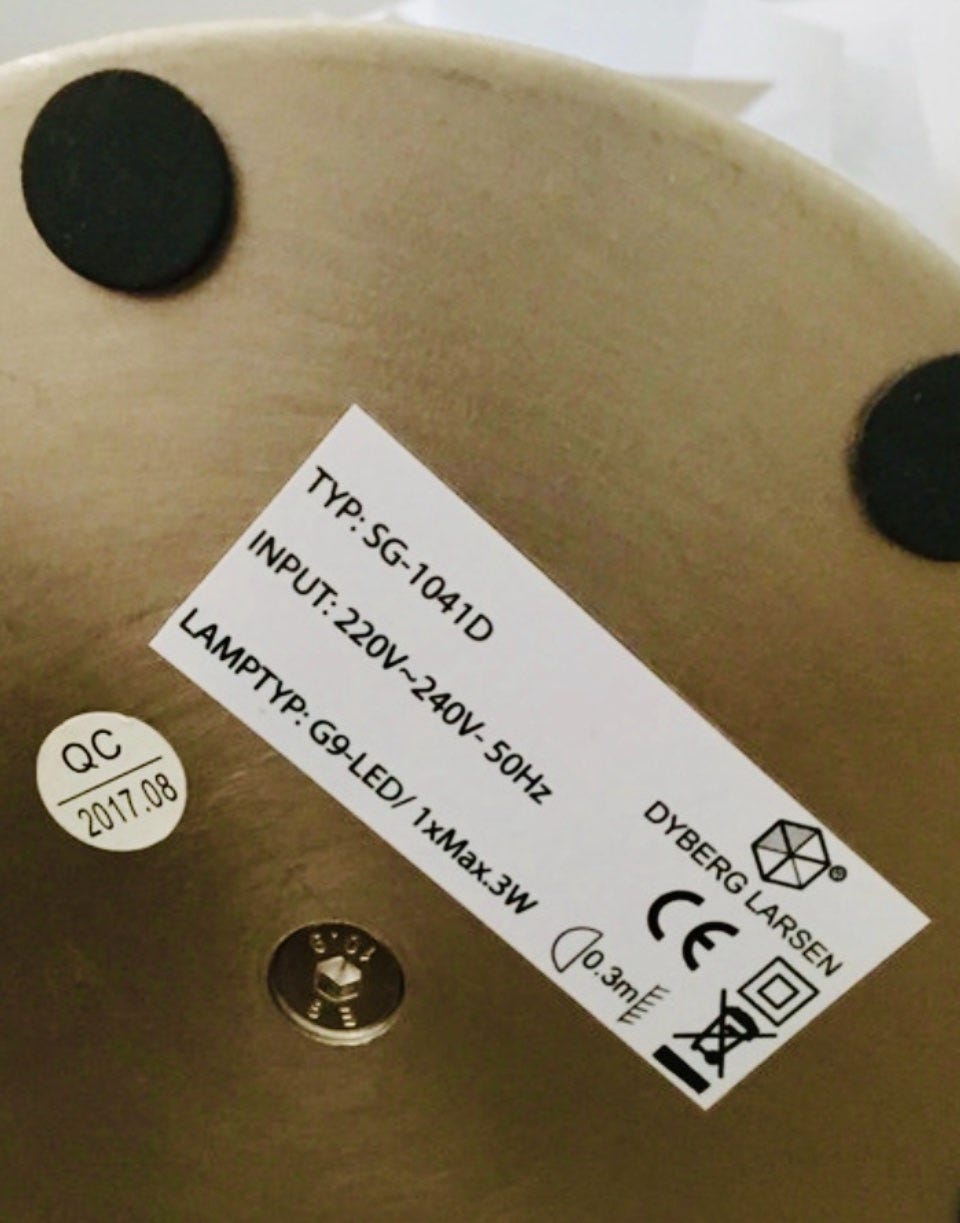 TYP: SG-1041D
INPUT: 220V~240V- 50Hz
LAMPTYP: G9-LED/ 1xMax.3W
®
DYBERG LARSEN
CE
0.3m
QC
2017.08